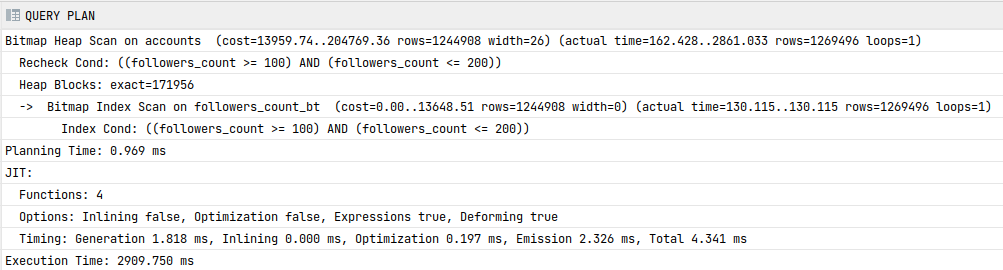 QUERY PLAN
Bitmap Heap Scan on accounts  (cost=13959.74..204769.36 rows=1244908 width=26) (actual time=162.428..2861.033 rows=1269496 loops=1)
  Recheck Cond: ((followers_count >= 100) AND (followers_count <= 200))
  Heap Blocks: exact=171956
  ->  Bitmap Index Scan on followers_count_bt  (cost=0.00..13648.51 rows=1244908 width=0) (actual time=130.115..130.115 rows=1269496 loops=1)
        Index Cond: ((followers_count >= 100) AND (followers_count <= 200))
Planning Time: 0.969 ms
JIT:
  Functions: 4
  Options: Inlining false, Optimization false, Expressions true, Deforming true
  Timing: Generation 1.818 ms, Inlining 0.000 ms, Optimization 0.197 ms, Emission 2.326 ms, Total 4.341 ms
Execution Time: 2909.750 ms